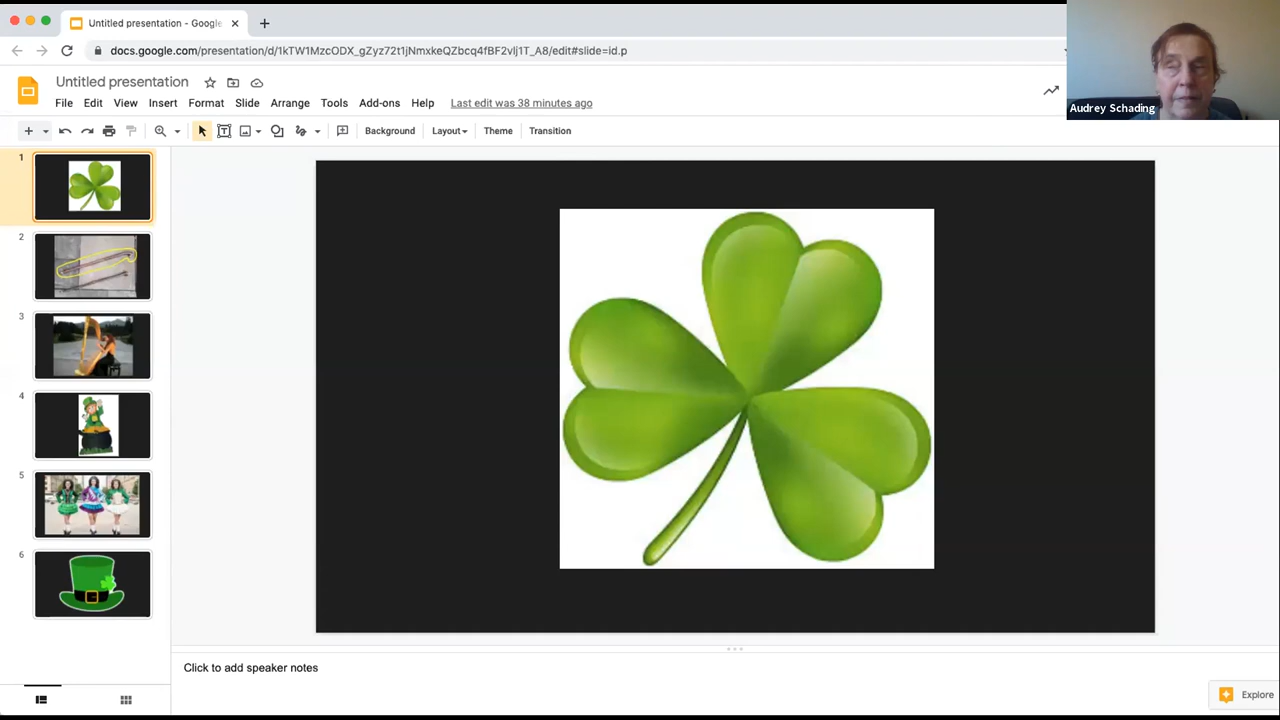 Untitled presentation - Google
docs.google.com/presentation/d/1kTW1MzcODX_gZyz72t1jNmxkeQZbcq4fBF2vlj1T_A8/edit#slide=id.p
Untitled presentation
File Edit View Insert Format Slide Arrange Tools Add-ons Help Last edit was 38 minutes ago
Background Layout Theme Transition
Audrey Schading
1
2
3
4
5
6
Click to add speaker notes
Explore